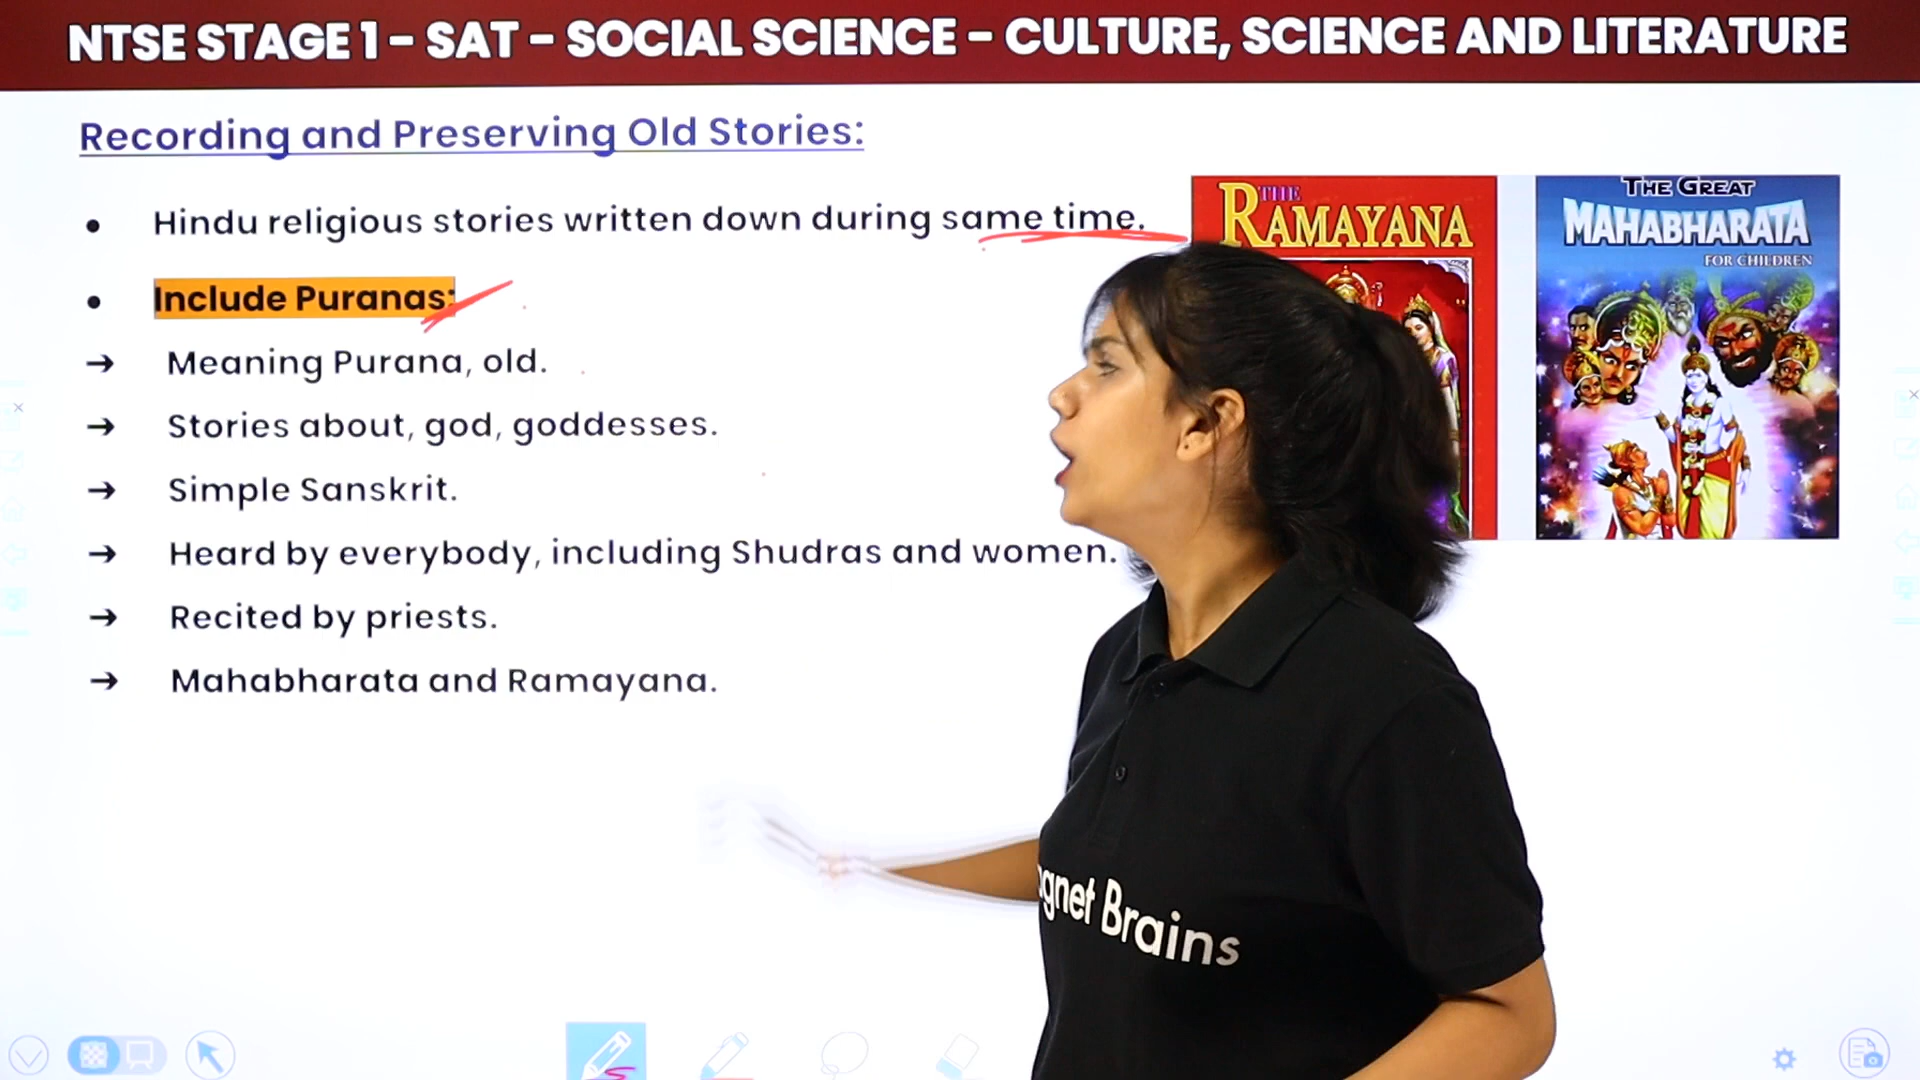 NTSE STAGE 1 – SAT – SOCIAL SCIENCE – CULTURE, SCIENCE AND LITERATURE
Recording and Preserving Old Stories:
• Hindu religious stories written down during same time.
• Include Puranas:
→ Meaning Purana, old.
→ Stories about, god, goddesses.
→ Simple Sanskrit.
→ Heard by everybody, including Shudras and women.
→ Recited by priests.
→ Mahabharata and Ramayana.
THE
RAMAYANA
THE GREAT
MAHABHARATA
FOR CHILDREN
gnet Brains